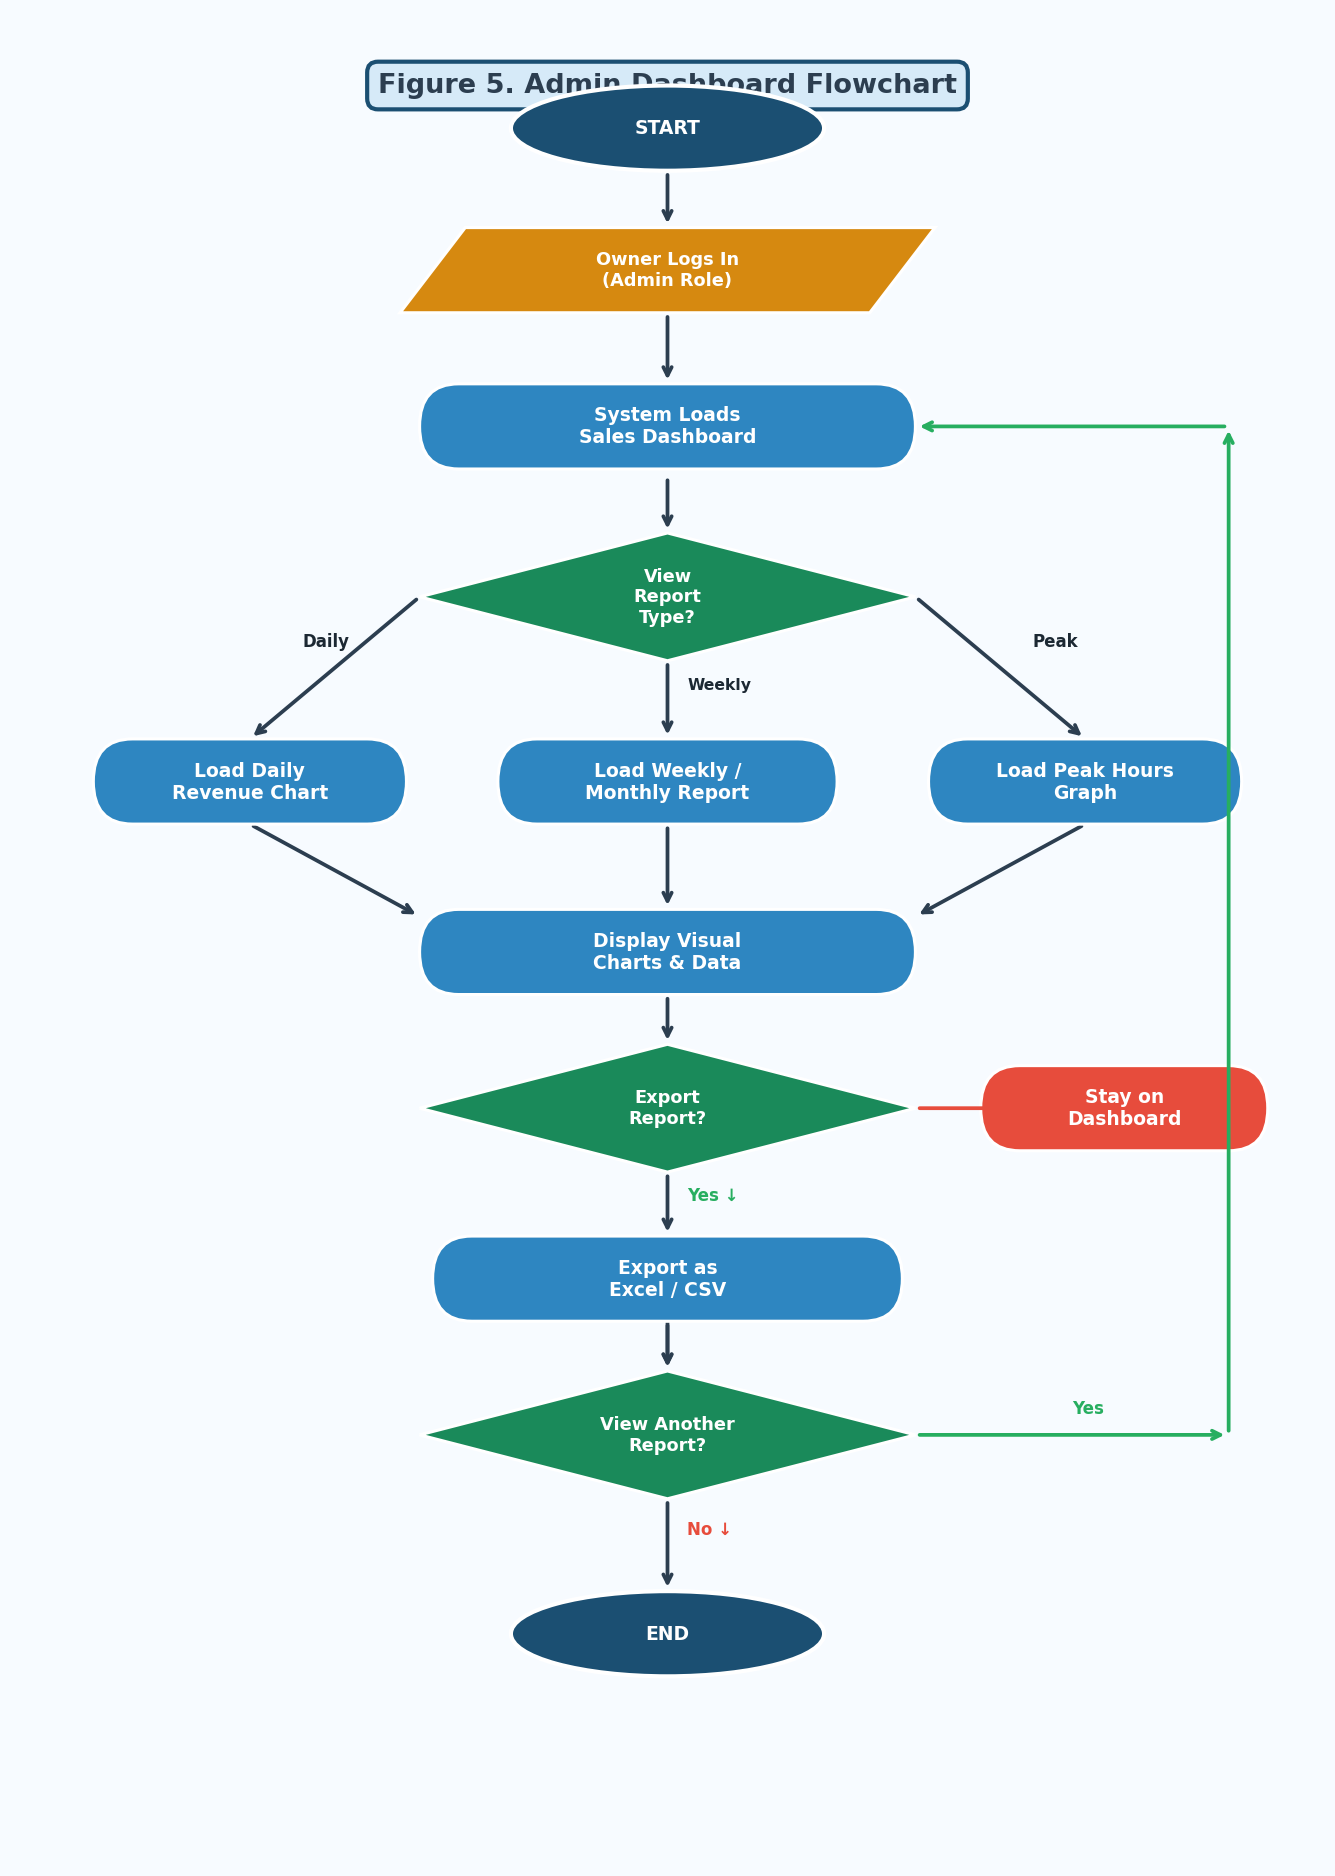 Figure 5. Admin Dashboard Flowchart
START
Owner Logs In
(Admin Role)
System Loads
Sales Dashboard
View
Report
Type?
Daily
Peak
Weekly
Load Daily
Revenue Chart
Load Weekly /
Monthly Report
Load Peak Hours
Graph
Display Visual
Charts & Data
Export
Report?
Stay on
Dashboard
Yes ↓
Export as
Excel / CSV
View Another
Report?
Yes
No ↓
END